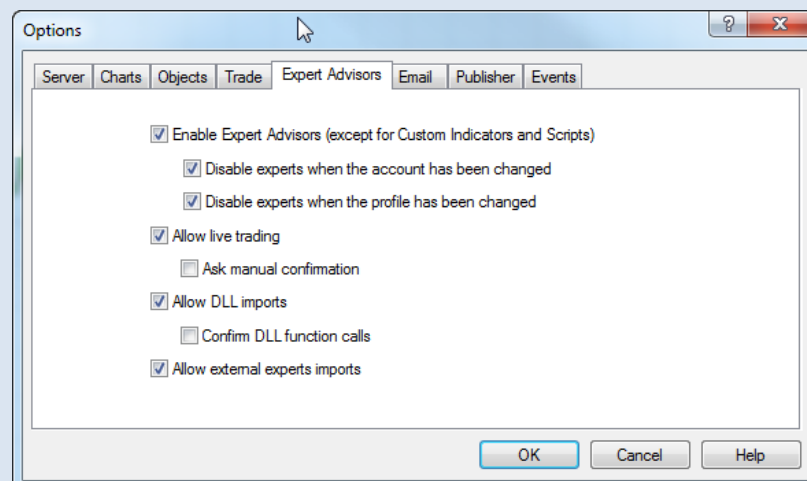 Options
Server Charts Objects Trade Expert Advisors Email Publisher Events
Enable Expert Advisors (except for Custom Indicators and Scripts)
Disable experts when the account has been changed
Disable experts when the profile has been changed
Allow live trading
Ask manual confirmation
Allow DLL imports
Confirm DLL function calls
Allow external experts imports
OK Cancel Help